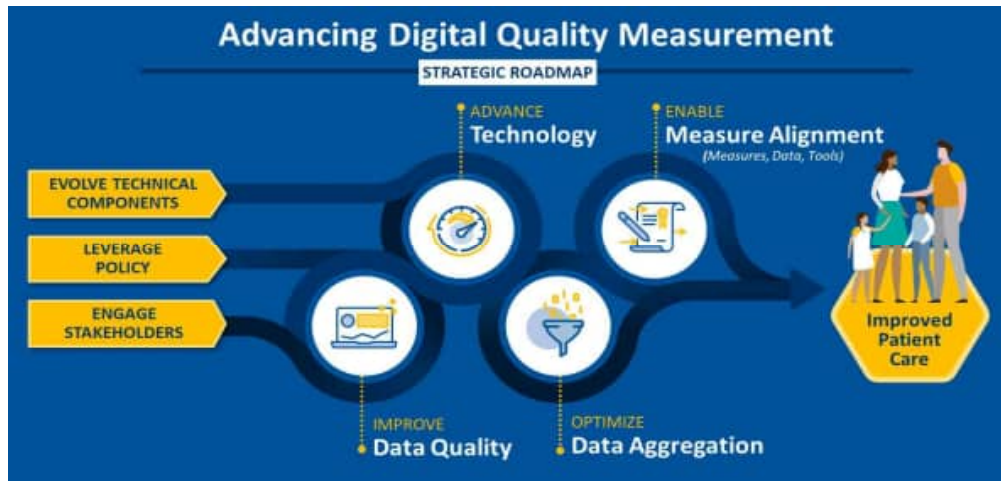 Advancing Digital Quality Measurement
STRATEGIC ROADMAP
ADVANCE
Technology
ENABLE
Measure Alignment
(Measures, Data, Tools)
EVOLVE TECHNICAL
COMPONENTS
LEVERAGE
POLICY
ENGAGE
STAKEHOLDERS
IMPROVE
Data Quality
OPTIMIZE
Data Aggregation
Improved
Patient
Care